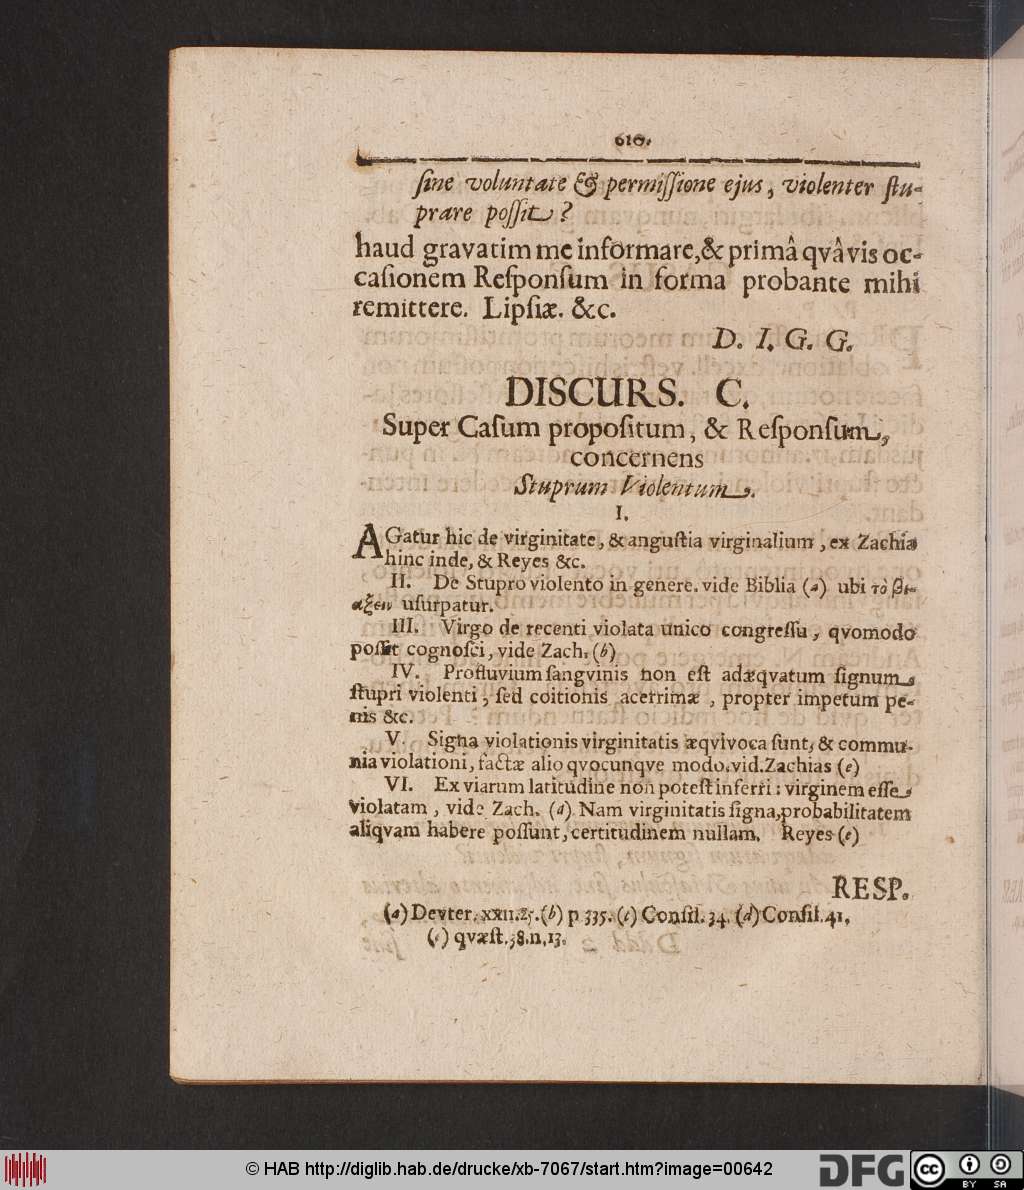 610.
ſine voluntate & permiſſione ejus, violenter ſtu-
prare poſſit?
haud gravatim me informare, & primâ qvâvis oc-
caſionem Reſponſum in forma probante mihi
remittere. Lipſiæ. &c.
D. I. G. G.
DISCURS. C.
Super Caſum propoſitum, & Reſponſum,
concernens
Stuprum Violentum.
I.
AGatur hic de virginitate, & anguſtia virginalium, ex Zachia
hinc inde, & Reyes &c.
II. De Stupro violento in genere. vide Biblia (a) ubi τὸ βι-
αζειν uſurpatur.
III. Virgo de recenti violata unico congreſſu, qvomodo
poſſit cognoſci, vide Zach. (b)
IV. Profluvium ſangvinis non eſt adæqvatum ſignum
ſtupri violenti, ſed coitionis acerrimæ, propter impetum pe-
nis &c.
V. Signa violationis virginitatis æqvivoca ſunt, & commu-
nia violationi, factæ alio qvocunqve modo. vid. Zachias (c)
VI. Ex viarum latitudine non poteſt inferri: virginem eſſe
violatam, vide Zach. (d) Nam virginitatis ſigna, probabilitatem
aliqvam habere poſſunt, certitudinem nullam. Reyes (e)
RESP.
(a) Devter. XXII. 25. (b) p 335. (c) Conſil. 34. (d) Conſil. 41.
(e) qvæſt. 38. n. 13.
© HAB http://diglib.hab.de/drucke/xb-7067/start.htm?image=00642
DFG
cc
BY SA